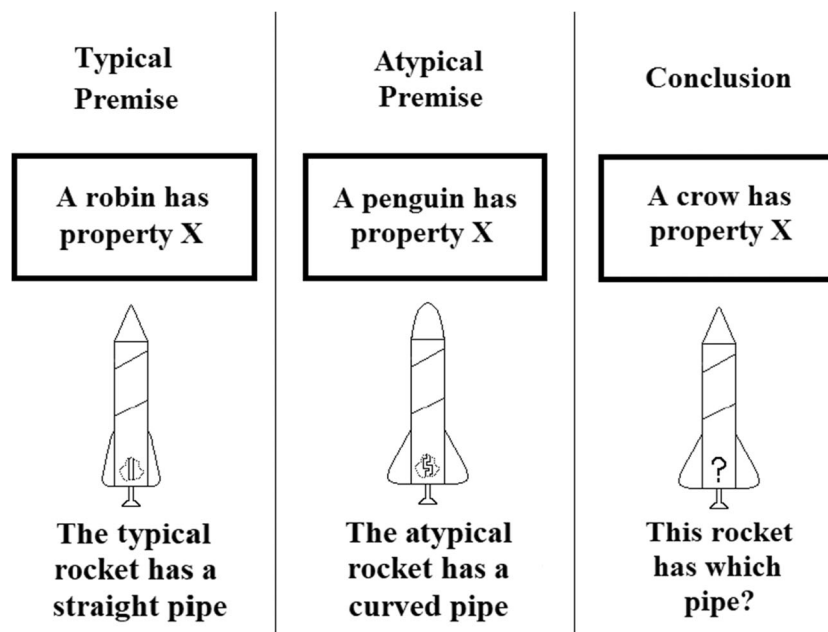 Typical
Premise
A robin has
property X
The typical
rocket has a
straight pipe
Atypical
Premise
A penguin has
property X
The atypical
rocket has a
curved pipe
Conclusion
A crow has
property X
?
This rocket
has which
pipe?